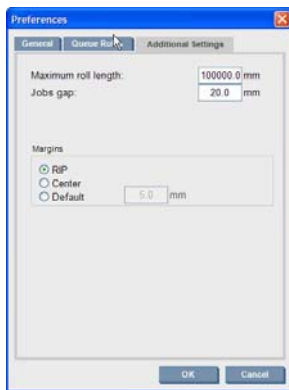 Preferences
General Queue Rules Additional Settings
Maximum roll length: 100000.0 mm
Jobs gap: 20.0 mm
Margins
RIP
Center
Default 5.0 mm
OK Cancel